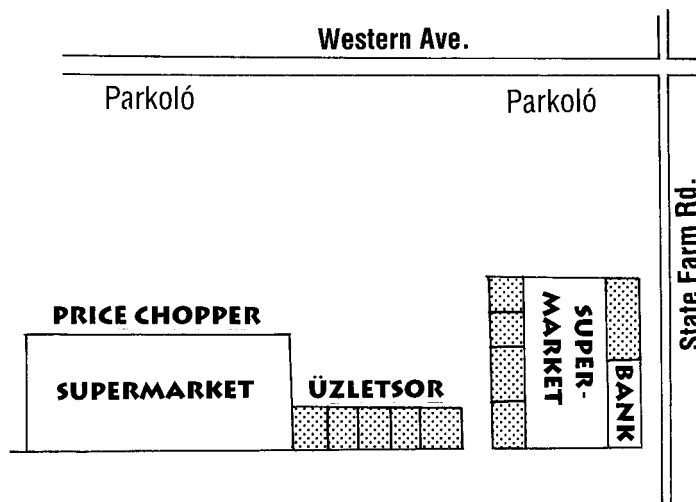 Western Ave.
Parkoló
Parkoló
State Farm Rd.
PRICE CHOPPER
SUPERMARKET
ÜZLETSOR
SUPER-
MARKET
BANK